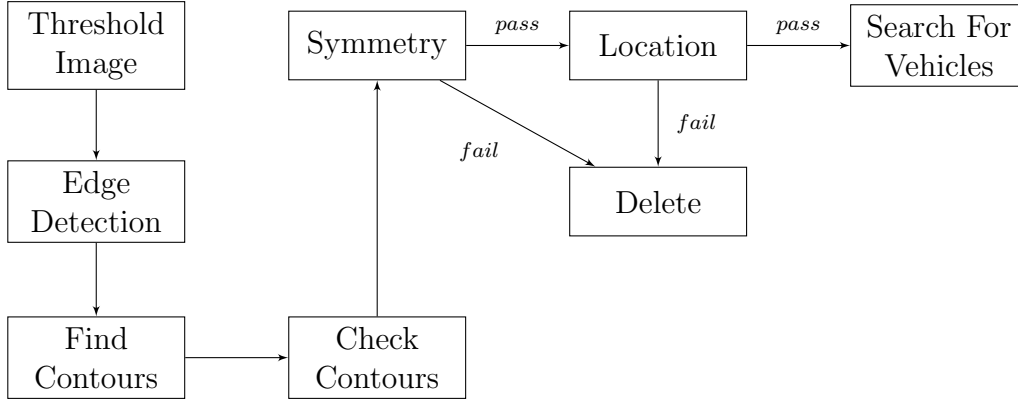 Threshold
Image
Edge
Detection
Find
Contours
Check
Contours
Symmetry
pass
Location
pass
Search For
Vehicles
fail
fail
Delete